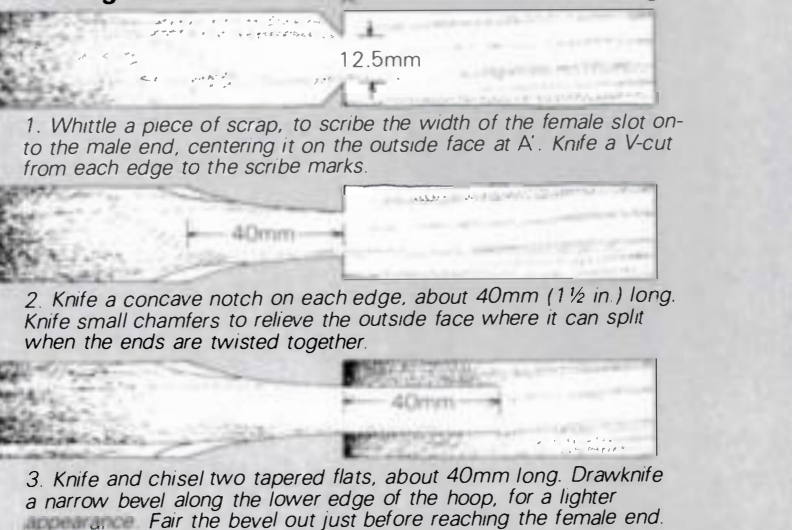 12.5mm
1. Whittle a piece of scrap, to scribe the width of the female slot on-
to the male end, centering it on the outside face at A'. Knife a V-cut
from each edge to the scribe marks.
40mm
2. Knife a concave notch on each edge, about 40mm (1½ in.) long.
Knife small chamfers to relieve the outside face where it can split
when the ends are twisted together.
40mm
3. Knife and chisel two tapered flats, about 40mm long. Drawknife
a narrow bevel along the lower edge of the hoop, for a lighter
appearance. Fair the bevel out just before reaching the female end.